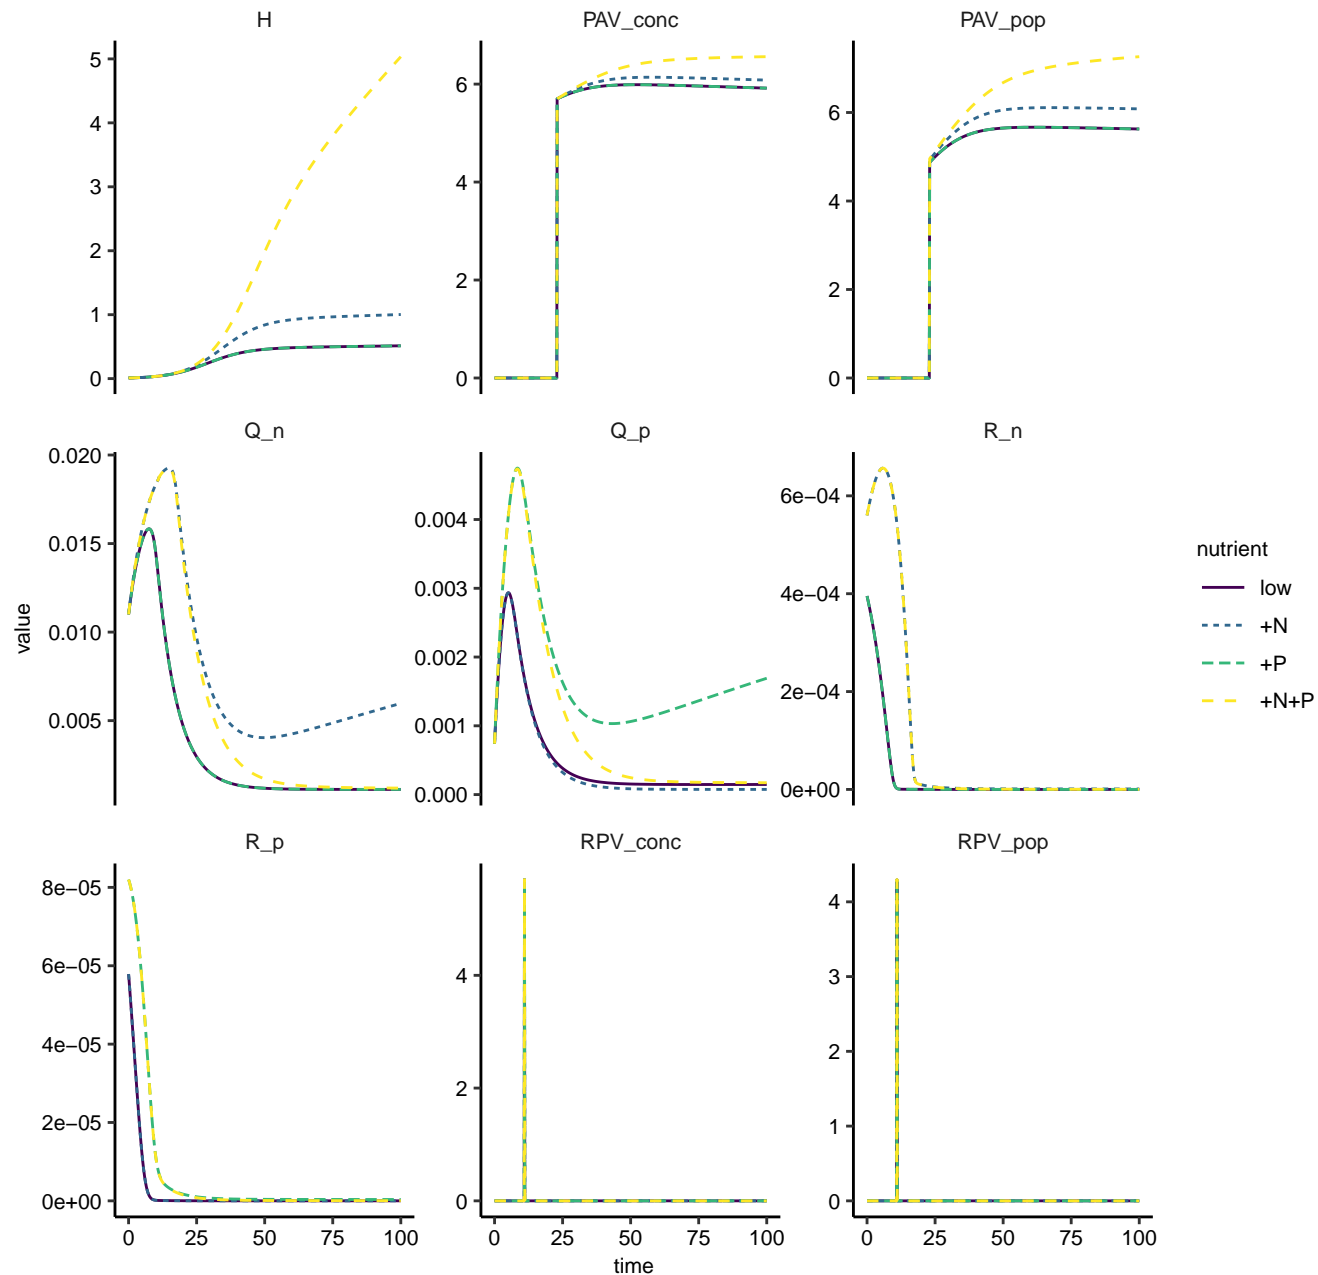 H
PAV_conc
PAV_pop
5
4
3
2
1
0
6
4
2
0
6
4
2
0
Q_n
Q_p
R_n
0.020
0.015
0.010
0.005
0.004
0.003
0.002
0.001
0.000
6e−04
4e−04
2e−04
0e+00
value
nutrient
low
+N
+P
+N+P
R_p
RPV_conc
RPV_pop
8e−05
6e−05
4e−05
2e−05
0e+00
4
2
0
4
3
2
1
0
0 25 50 75 100
0 25 50 75 100
0 25 50 75 100
time